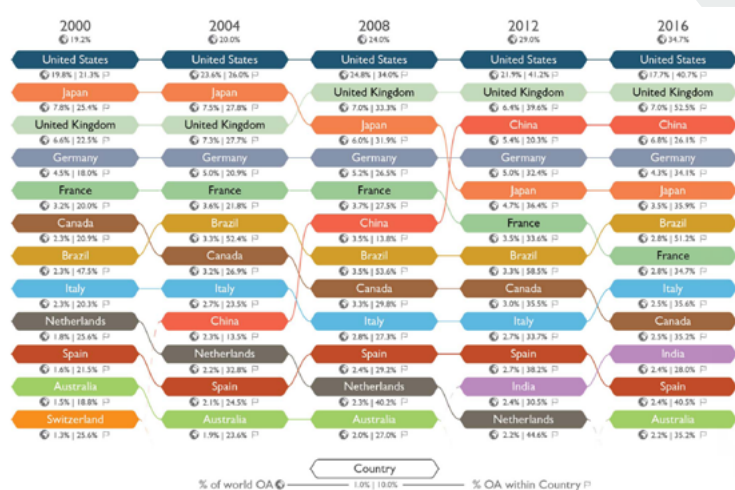 2000 2004 2008 2012 2016
19.2% 20.0% 24.0% 29.0% 34.7%
United States United States United States United States United States
19.8% | 21.3% 23.6% | 26.0% 24.8% | 34.0% 21.9% | 41.2% 17.7% | 40.7%
Japan Japan United Kingdom United Kingdom United Kingdom
7.8% | 25.4% 7.5% | 27.8% 7.0% | 33.3% 6.4% | 39.6% 7.0% | 52.5%
United Kingdom United Kingdom Japan China China
6.6% | 22.5% 7.3% | 27.7% 6.0% | 31.9% 5.4% | 20.3% 6.8% | 26.1%
Germany Germany Germany Germany Germany
4.5% | 18.0% 5.0% | 20.9% 5.2% | 26.5% 5.0% | 32.4% 4.3% | 34.1%
France France France Japan Japan
3.2% | 20.0% 3.6% | 21.8% 3.7% | 27.5% 4.7% | 36.4% 3.5% | 35.9%
Canada Brazil China France Brazil
2.3% | 20.9% 3.3% | 52.4% 3.5% | 13.8% 3.5% | 33.6% 2.8% | 51.2%
Brazil Canada Brazil Brazil France
2.3% | 47.5% 3.2% | 26.9% 3.5% | 53.6% 3.3% | 58.5% 2.8% | 34.7%
Italy Italy Canada Canada Italy
2.3% | 20.3% 2.7% | 23.5% 3.3% | 29.8% 3.0% | 35.5% 2.5% | 35.6%
Netherlands China Italy Italy Canada
1.8% | 25.6% 2.3% | 13.5% 2.8% | 27.3% 2.7% | 33.7% 2.5% | 35.2%
Spain Netherlands Spain Spain India
1.6% | 21.5% 2.2% | 32.8% 2.4% | 29.2% 2.7% | 38.2% 2.4% | 28.0%
Australia Spain Netherlands India Spain
1.5% | 18.8% 2.1% | 24.5% 2.3% | 40.2% 2.4% | 30.5% 2.4% | 40.5%
Switzerland Australia Australia Netherlands Australia
1.3% | 25.6% 1.9% | 23.6% 2.0% | 27.0% 2.2% | 44.6% 2.2% | 35.2%
Country
% of world OA 1.0% | 10.0% % OA within Country